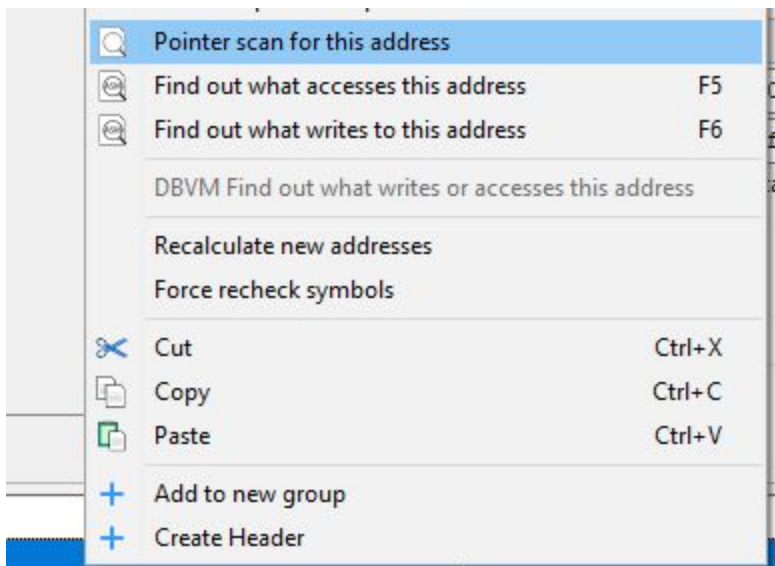 Pointer scan for this address
Find out what accesses this address F5
Find out what writes to this address F6
DBVM Find out what writes or accesses this address
Recalculate new addresses
Force recheck symbols
Cut Ctrl+X
Copy Ctrl+C
Paste Ctrl+V
Add to new group
Create Header